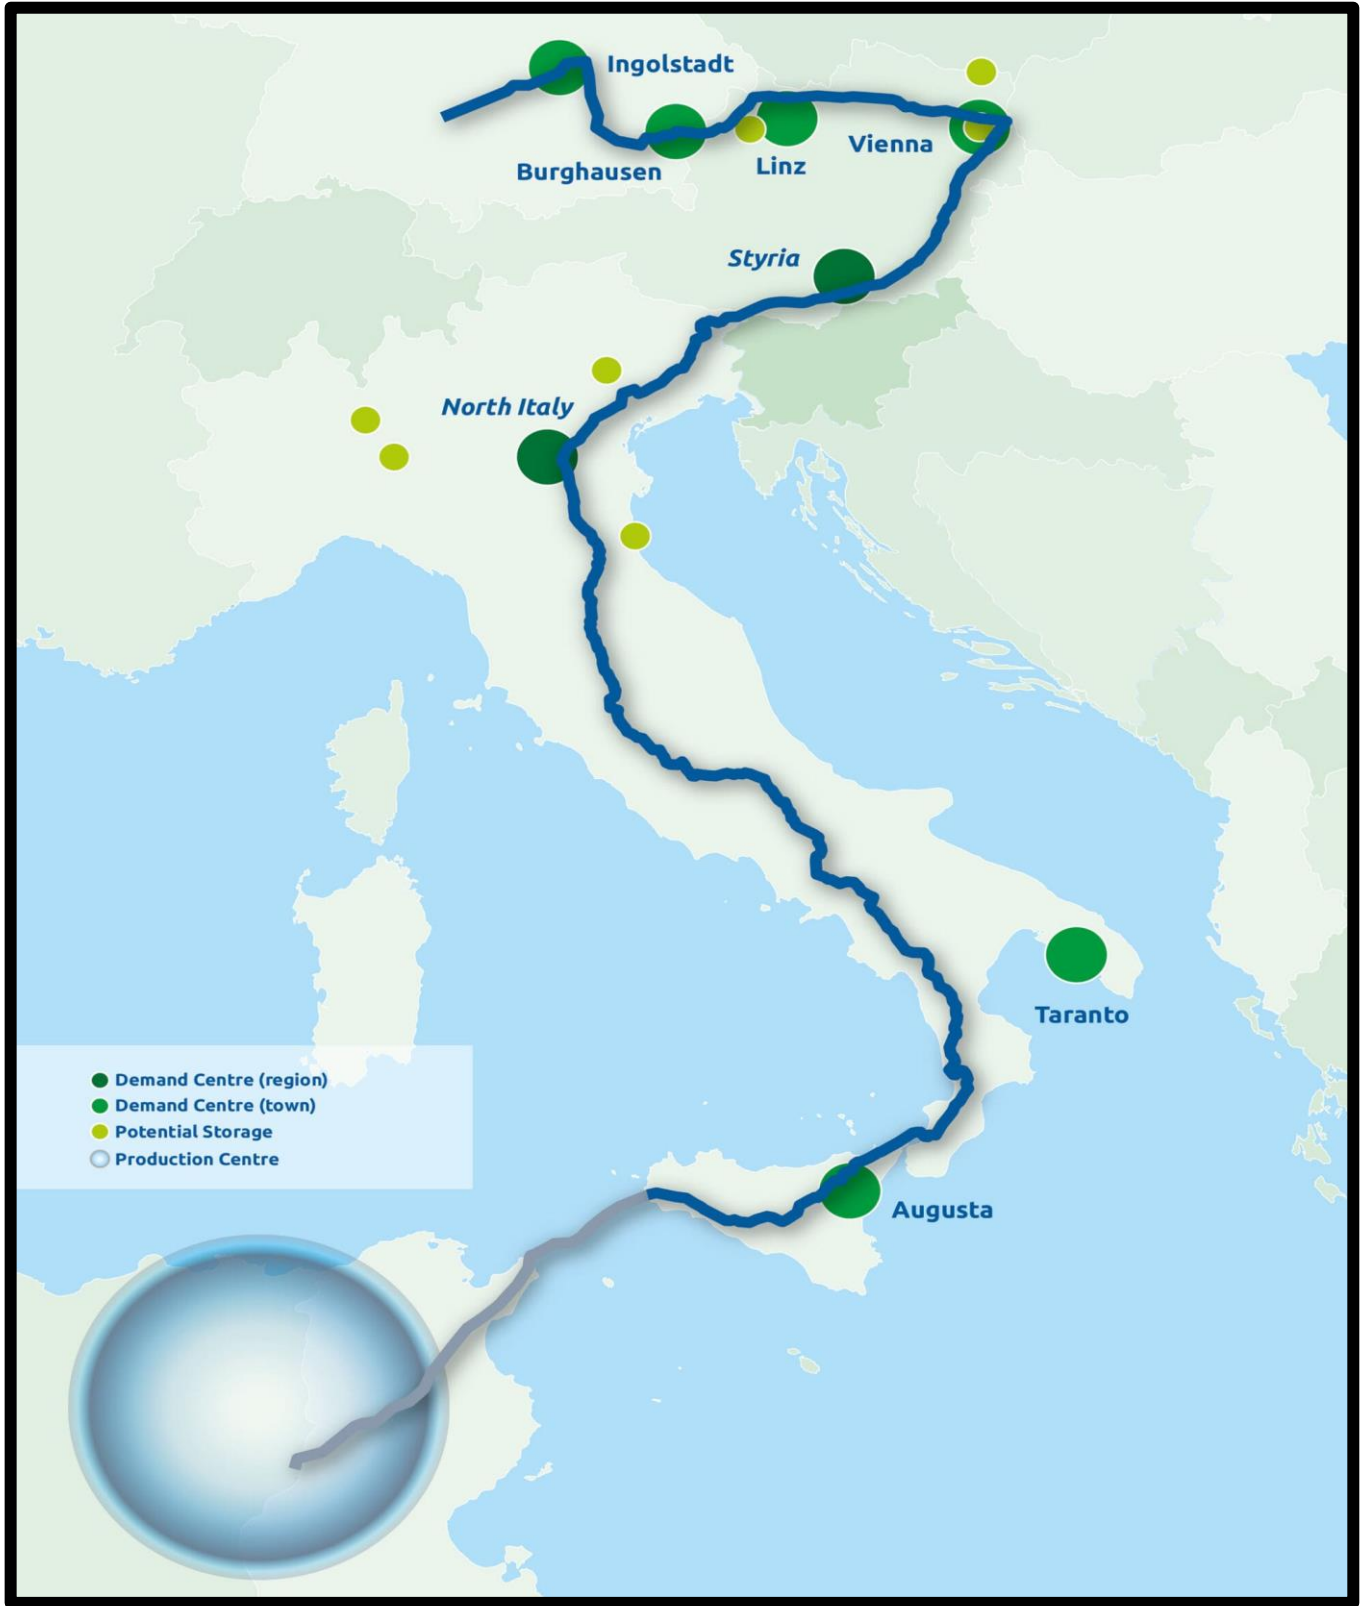 Ingolstadt
Burghausen
Linz
Vienna
Styria
North Italy
Taranto
Demand Centre (region)
Demand Centre (town)
Potential Storage
Production Centre
Augusta